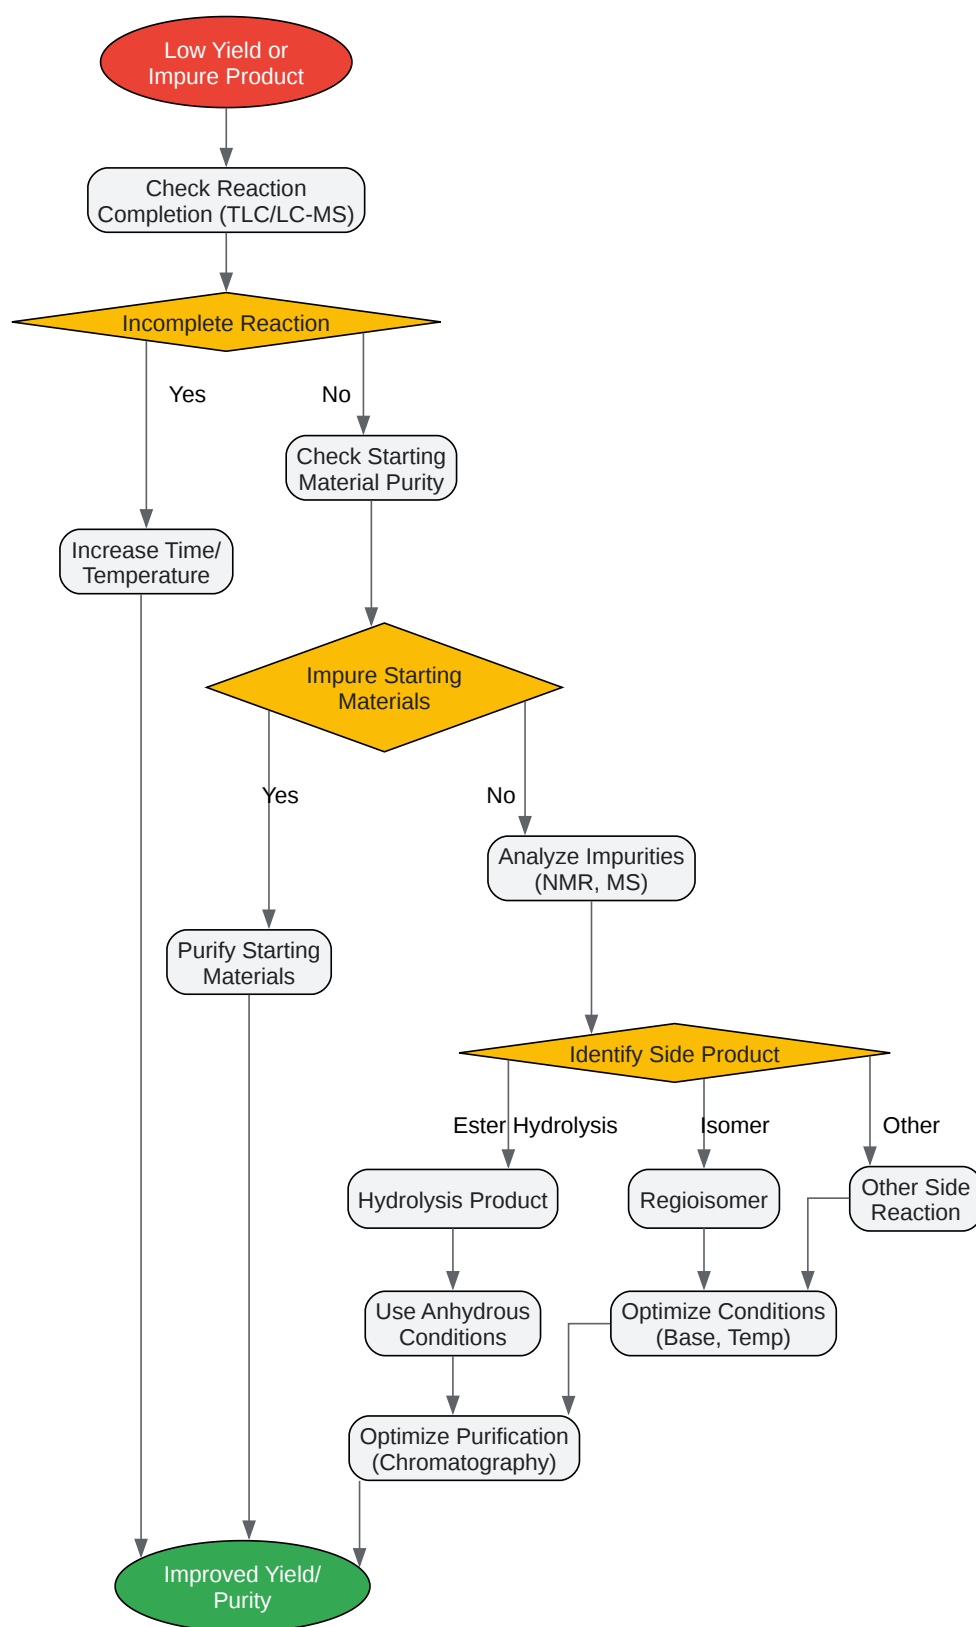 Low Yield or
Impure Product
Check Reaction
Completion (TLC/LC-MS)
Incomplete Reaction
Yes
No
Check Starting
Material Purity
Increase Time/
Temperature
Impure Starting
Materials
Yes
No
Analyze Impurities
(NMR, MS)
Purify Starting
Materials
Identify Side Product
Ester Hydrolysis
Isomer
Other
Hydrolysis Product
Regioisomer
Other Side
Reaction
Use Anhydrous
Conditions
Optimize Conditions
(Base, Temp)
Optimize Purification
(Chromatography)
Improved Yield/
Purity